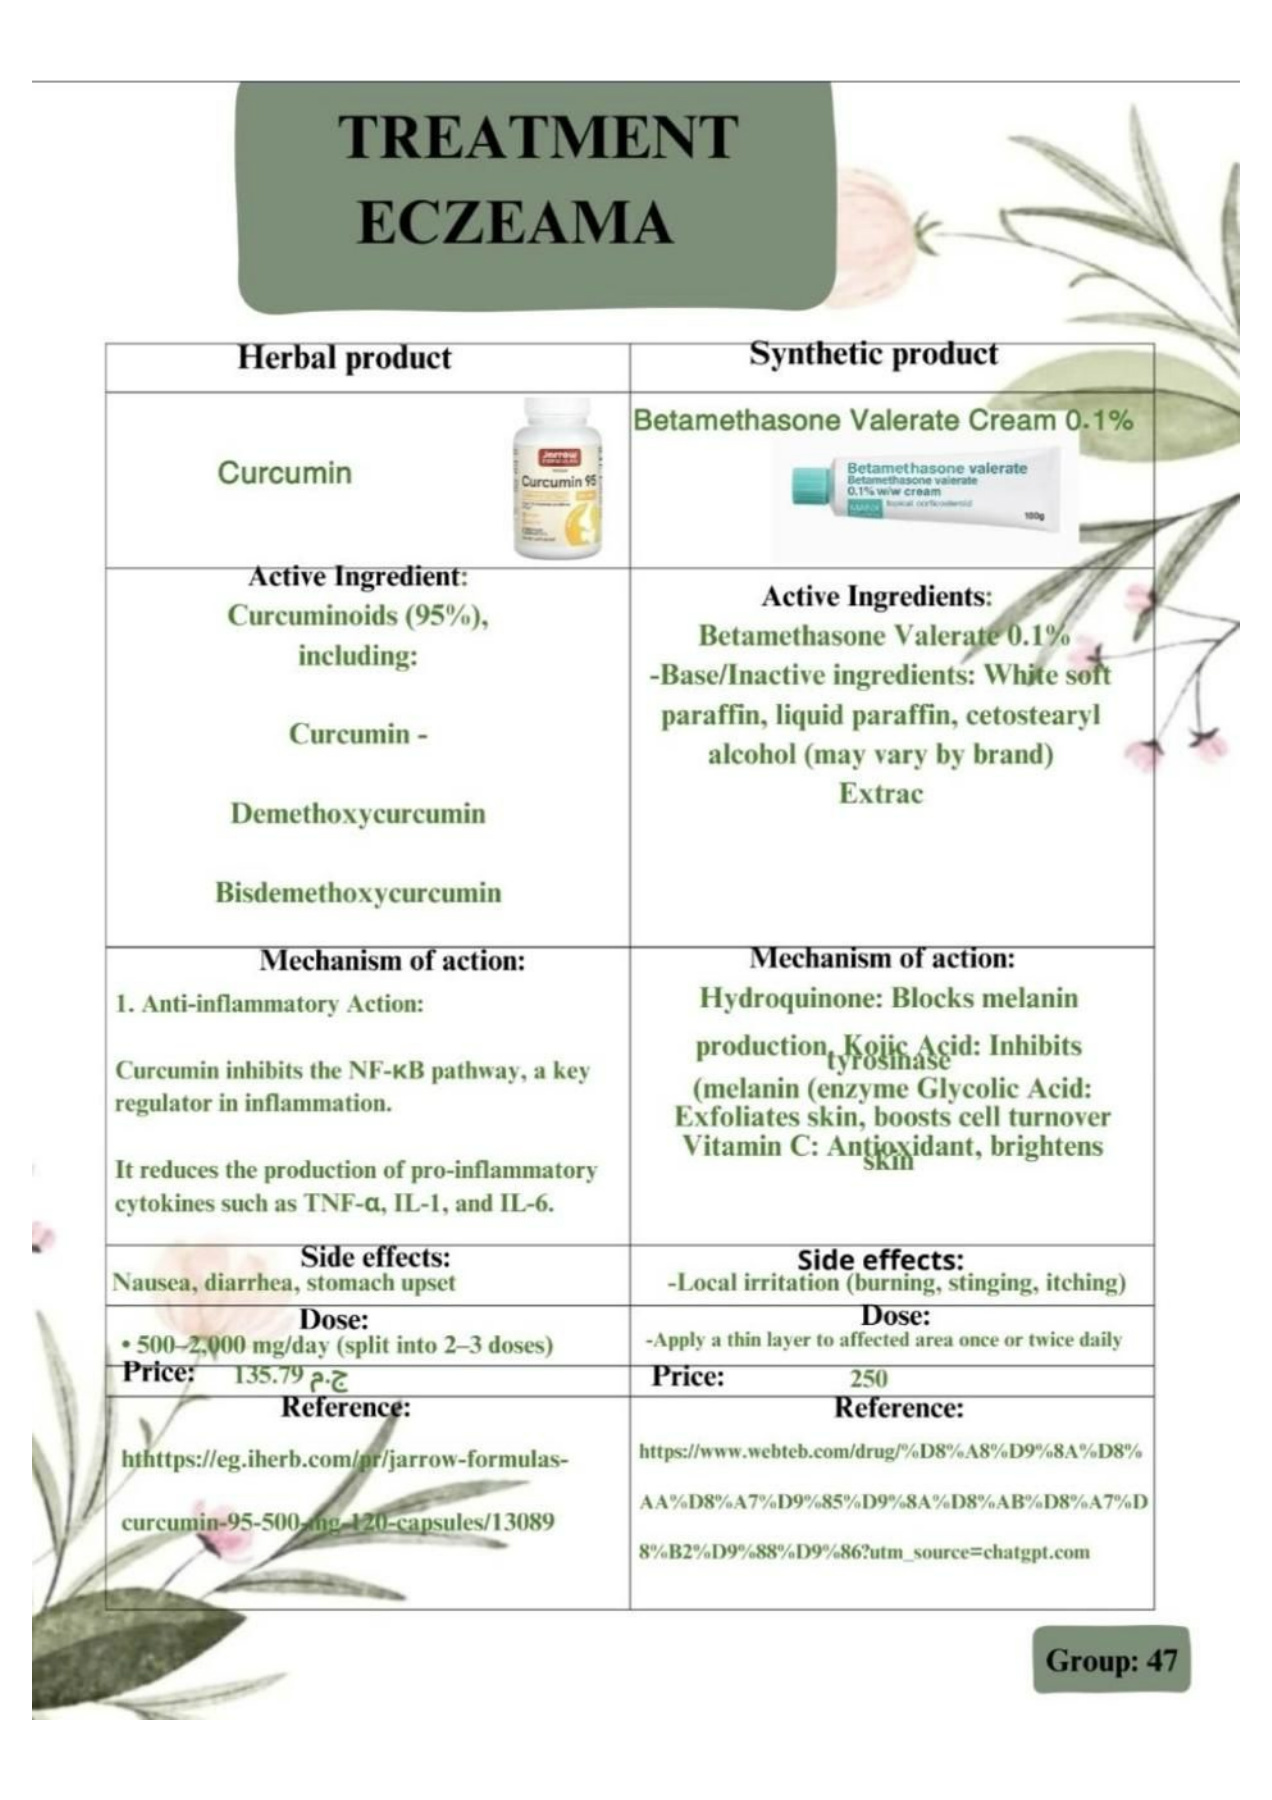 TREATMENT
ECZEAMA
Herbal product
Synthetic product
Curcumin
Jarrow
FORMULAS
Curcumin 95
Betamethasone Valerate Cream 0.1%
Betamethasone valerate
Betamethasone valerate
0.1% w/w cream
topical corticosteroid
100g
Active Ingredient:
Curcuminoids (95%),
including:
Curcumin -
Demethoxycurcumin
Bisdemethoxycurcumin
Active Ingredients:
Betamethasone Valerate 0.1%
-Base/Inactive ingredients: White soft
paraffin, liquid paraffin, cetostearyl
alcohol (may vary by brand)
Extrac
Mechanism of action:
1. Anti-inflammatory Action:
Curcumin inhibits the NF-κB pathway, a key
regulator in inflammation.
It reduces the production of pro-inflammatory
cytokines such as TNF-α, IL-1, and IL-6.
Mechanism of action:
Hydroquinone: Blocks melanin
production, Kojic Acid: Inhibits
tyrosinase
(melanin (enzyme Glycolic Acid:
Exfoliates skin, boosts cell turnover
Vitamin C: Antioxidant, brightens
skin
Side effects:
Nausea, diarrhea, stomach upset
Side effects:
-Local irritation (burning, stinging, itching)
Dose:
• 500–2,000 mg/day (split into 2–3 doses)
Dose:
-Apply a thin layer to affected area once or twice daily
Price: 135.79 ج.م
Price: 250
Reference:
hthttps://eg.iherb.com/pr/jarrow-formulas-
curcumin-95-500-mg-120-capsules/13089
Reference:
https://www.webteb.com/drug/%D8%A8%D9%8A%D8%
AA%D8%A7%D9%85%D9%8A%D8%AB%D8%A7%D
8%B2%D9%88%D9%86?utm_source=chatgpt.com
Group: 47